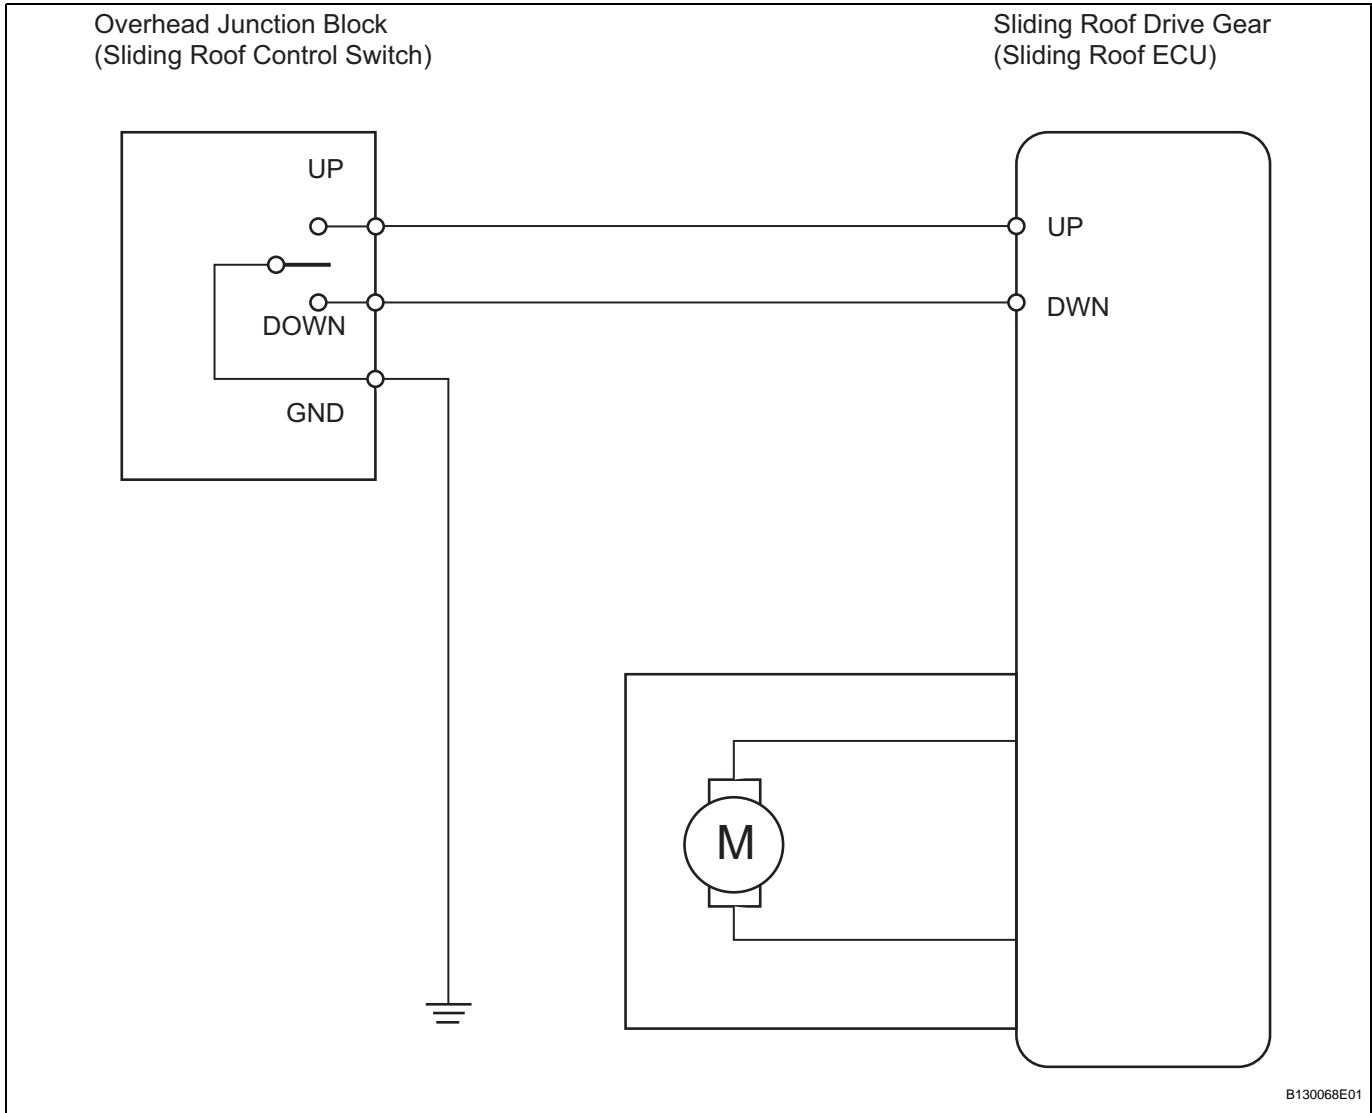 Overhead Junction Block
(Sliding Roof Control Switch)
Sliding Roof Drive Gear
(Sliding Roof ECU)
UP
DOWN
GND
UP
DWN
M
B130068E01